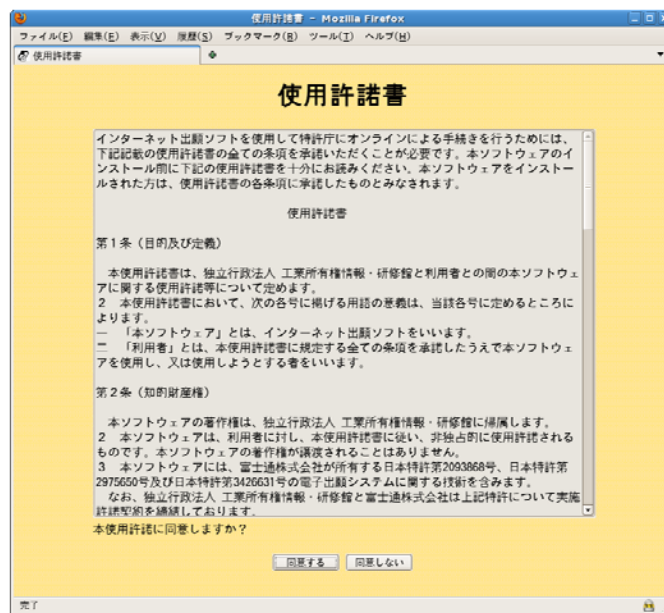 使用許諾書 - Mozilla Firefox
ファイル(F) 編集(E) 表示(V) 履歴(S) ブックマーク(B) ツール(T) ヘルプ(H)
使用許諾書
使用許諾書
インターネット出願ソフトを使用して特許庁にオンラインによる手続きを行うためには、
下記記載の使用許諾書の全ての条項を承諾いただくことが必要です。本ソフトウェアのイ
ンストール前に下記の使用許諾書を十分にお読みください。本ソフトウェアをインストー
ルされた方は、使用許諾書の各条項に承諾したものとみなされます。
使用許諾書
第1条（目的及び定義）
本使用許諾書は、独立行政法人 工業所有権情報・研修館と利用者との間の本ソフトウェ
アに関する使用許諾等について定めます。
2 本使用許諾書において、次の各号に掲げる用語の意義は、当該各号に定めるところに
よります。
一 「本ソフトウェア」とは、インターネット出願ソフトをいいます。
二 「利用者」とは、本使用許諾書に規定する全ての条項を承諾したうえで本ソフトウェ
アを使用し、又は使用しようとする者をいいます。
第2条（知的財産権）
本ソフトウェアの著作権は、独立行政法人 工業所有権情報・研修館に帰属します。
2 本ソフトウェアは、利用者に対し、本使用許諾書に従い、非独占的に使用許諾される
ものです。本ソフトウェアの著作権が譲渡されることはありません。
3 本ソフトウェアには、富士通株式会社が所有する日本特許第2093868号、日本特許第
2975650号及び日本特許第3426631号の電子出願システムに関する技術を含みます。
なお、独立行政法人 工業所有権情報・研修館と富士通株式会社は上記特許について実施
許諾契約を締結しております。
本使用許諾に同意しますか？
同意する 同意しない
完了